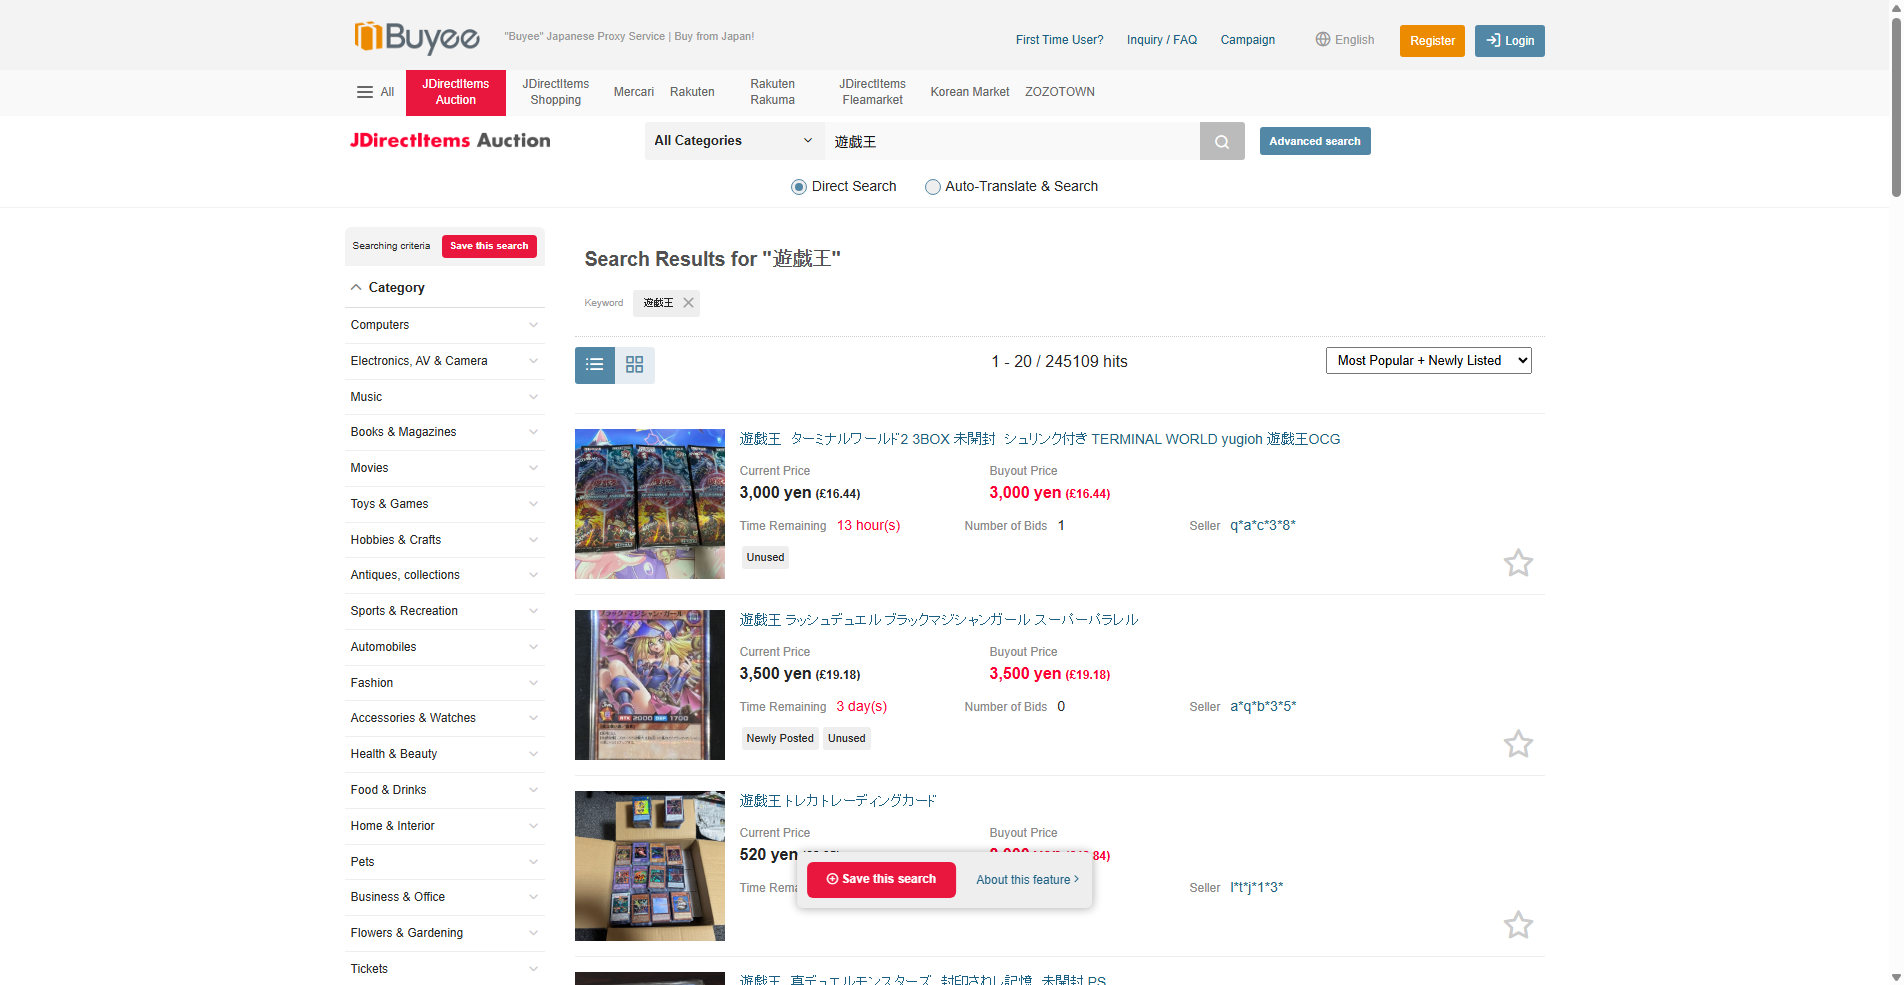 Buyee
"Buyee" Japanese Proxy Service | Buy from Japan!
First Time User?
Inquiry / FAQ
Campaign
English
Register
Login
All
JDirectItems Auction
JDirectItems Shopping
Mercari
Rakuten
Rakuten Rakuma
JDirectItems Fleamarket
Korean Market
ZOZOTOWN
JDirectItems Auction
All Categories
遊戯王
Advanced search
Direct Search
Auto-Translate & Search
Searching criteria
Save this search
Category
Computers
Electronics, AV & Camera
Music
Books & Magazines
Movies
Toys & Games
Hobbies & Crafts
Antiques, collections
Sports & Recreation
Automobiles
Fashion
Accessories & Watches
Health & Beauty
Food & Drinks
Home & Interior
Pets
Business & Office
Flowers & Gardening
Tickets
Search Results for "遊戯王"
Keyword
遊戯王
1 - 20 / 245109 hits
Most Popular + Newly Listed
遊戯王　ターミナルワールド2 3BOX 未開封　シュリンク付き TERMINAL WORLD yugioh 遊戯王OCG
Current Price
Buyout Price
3,000 yen (£16.44)
3,000 yen (£16.44)
Time Remaining 13 hour(s)
Number of Bids 1
Seller q*a*c*3*8*
Unused
遊戯王 ラッシュデュエル ブラックマジシャンガール スーパーパラレル
Current Price
Buyout Price
3,500 yen (£19.18)
3,500 yen (£19.18)
Time Remaining 3 day(s)
Number of Bids 0
Seller a*q*b*3*5*
Newly Posted
Unused
ATK 2000 DEF 1700
遊戯王 トレカ トレーディングカード
Current Price
Buyout Price
520 yen
84)
Time Rema
Seller l*t*j*1*3*
Save this search
About this feature
遊戯王　真デュエルモンスターズ　封印されし記憶　未開封 PS